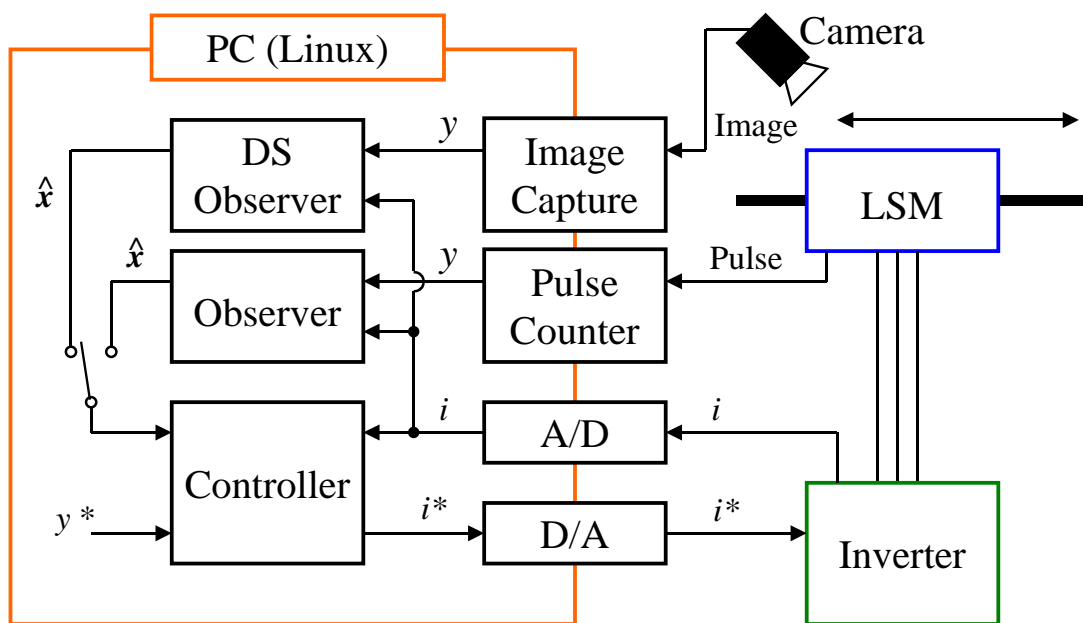 PC (Linux)
Camera
Image
DS
Observer
y
Image
Capture
x̂
LSM
x̂
Observer
y
Pulse
Counter
Pulse
Controller
i
A/D
i
y *
i*
D/A
i*
Inverter